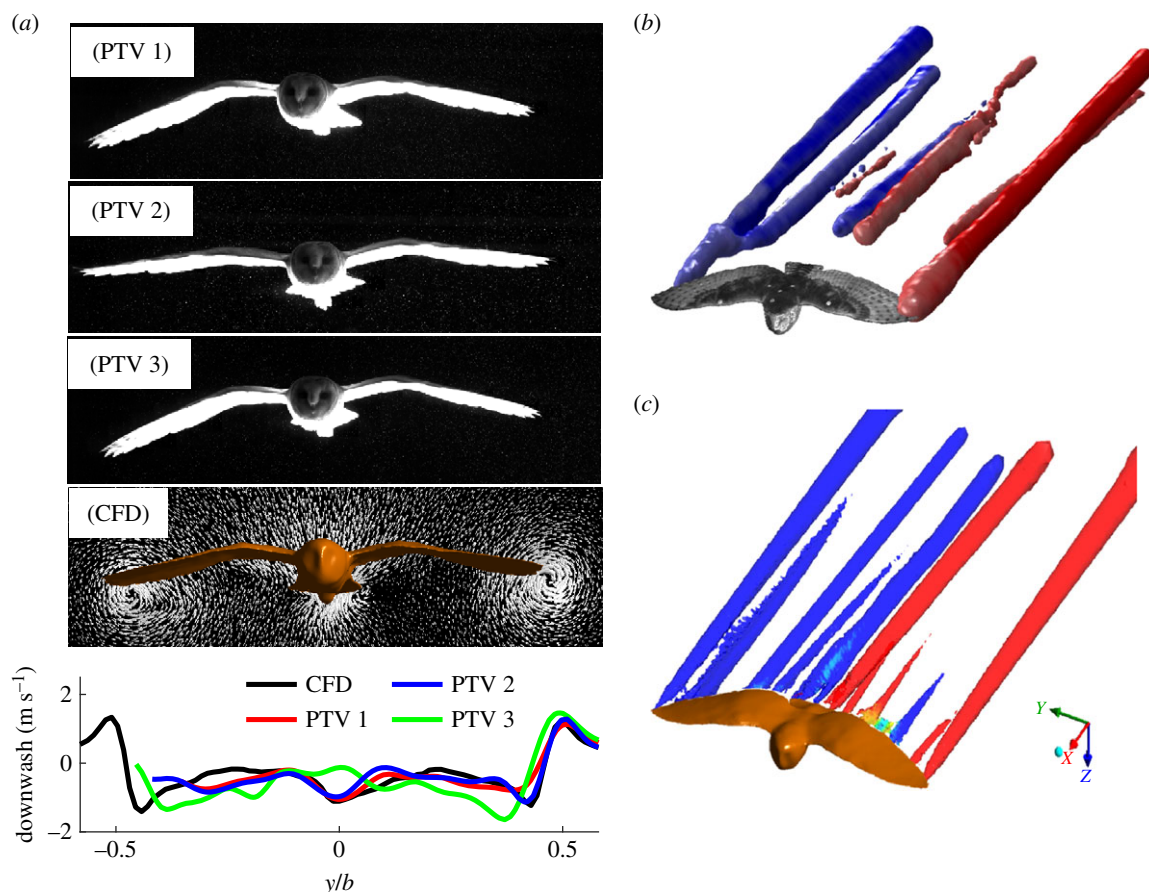 (a)
(PTV 1)
(PTV 2)
(PTV 3)
(CFD)
downwash (m s⁻¹)
2
0
−2
CFD
PTV 1
PTV 2
PTV 3
−0.5
0
0.5
y/b
(b)
(c)
Y
X
Z